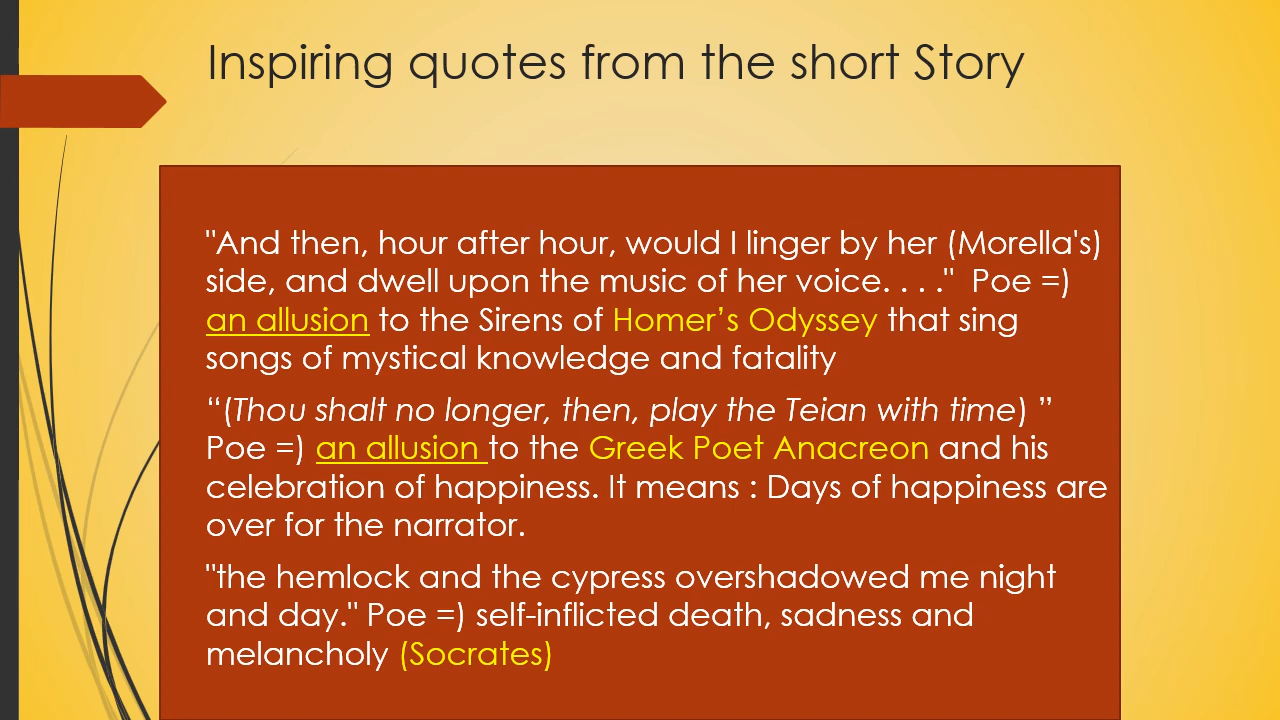 Inspiring quotes from the short Story
"And then, hour after hour, would I linger by her (Morella's)
side, and dwell upon the music of her voice. . . ."  Poe =)
an allusion to the Sirens of Homer’s Odyssey that sing
songs of mystical knowledge and fatality
“(Thou shalt no longer, then, play the Teian with time) ”
Poe =) an allusion to the Greek Poet Anacreon and his
celebration of happiness. It means : Days of happiness are
over for the narrator.
"the hemlock and the cypress overshadowed me night
and day." Poe =) self-inflicted death, sadness and
melancholy (Socrates)